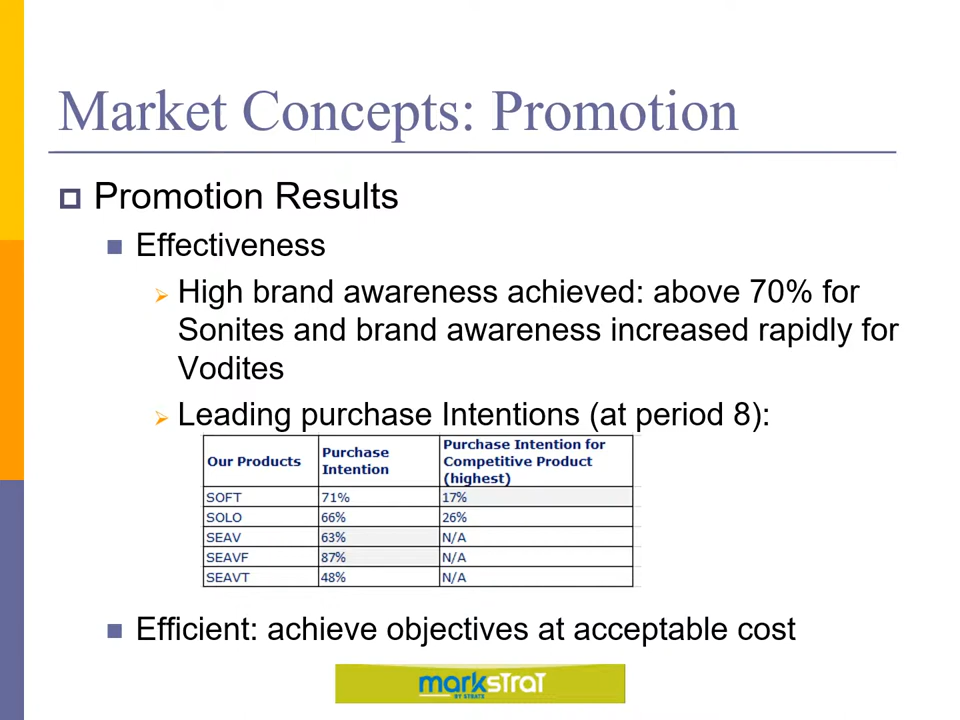 Market Concepts: Promotion
Promotion Results
Effectiveness
High brand awareness achieved: above 70% for
Sonites and brand awareness increased rapidly for
Vodites
Leading purchase Intentions (at period 8):
Our Products Purchase Intention Purchase Intention for Competitive Product (highest)
SOFT 71% 17%
SOLO 66% 26%
SEAV 63% N/A
SEAVF 87% N/A
SEAVT 48% N/A
Efficient: achieve objectives at acceptable cost
markstrat
BY STRATX